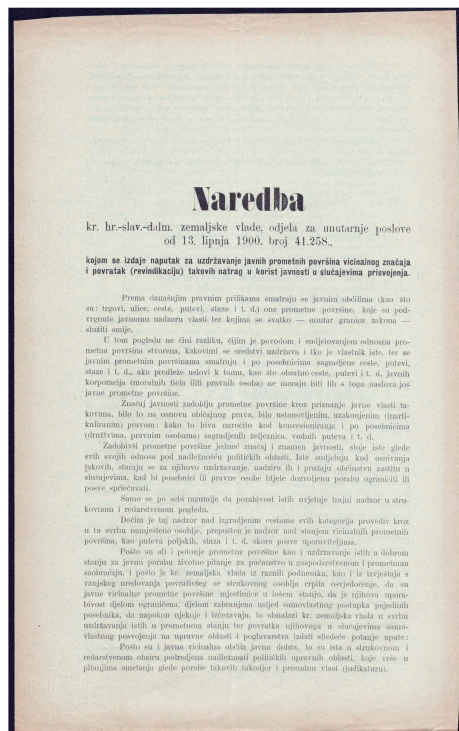 Naredba
kr. hr.-slav.-dalm. zemaljske vlade, odjela za unutarnje poslove
od 13. lipnja 1900. broj 41.258.,
kojom se izdaje naputak za uzdržavanje javnih prometnih površina vicinalnog značaja
i povratak (revindikaciju) takovih natrag u korist javnosti u slučajevima prisvojenja.
Prema današnjim pravnim prilikama smatraju se javnim občilima (kao što
su: trgovi, ulice, ceste, putevi, staze i t. d.) one prometne površine, koje su pod-
vrgnute javnomu nadzoru vlasti ter kojima se svatko — unutar granica zakona —
služiti smije.
U tom pogledu ne čini razliku, čijim je povodom i sudjelovanjem odnosna pro-
metna površina stvorena, kakovimi se sredstvi uzdržava i tko je vlastnik iste, ter se
javnim prometnim površinama smatraju i po posebnicima sagradjene ceste, putevi,
staze i t. d., ako predleže uslovi k tomu, kao što obratno ceste, putevi i t. d. javnih
korporacija (moralnih tiela iliti pravnih osoba) ne moraju biti lih s toga naslova još
javne prometne površine.
Značaj javnosti zadobiju prometne površine kroz priznanje javne vlasti ta-
kovima, bilo to na osnovu običajnog prava, bilo ustanovljenim, uzakonjenim (inarti-
kuliranim) pravom: kako to biva naročito kod koncesioniranja i po posebnicima
(družtvima, pravnim osobama) sagradjenih željeznica, vodnih puteva i t. d.
Zadobivši prometne površine jednoć značaj i znamen javnosti, stoje iste glede
svih svojih odnosa pod nadležnošću političkih oblasti. Iste sudjeluju kod osnivanja
takovih, staraju se za njihovo uzdržavanje, nadziru ih i pružaju občinstvu zaštitu u
slučajevima, kad bi posebnici ili pravne osobe htjele dozvoljenu porabu ograničiti ili
posve spriečavati.
Samo se po sebi razumije da porabivost istih uvjetuje trajni nadzor u stru-
kovnom i redarstvenom pogledu.
Dočim je taj nadzor nad izgradjenim cestama svih kategorija provediv kroz
u tu svrhu namješteno osoblje, prepušten je nadzor nad stanjem vicinalnih prometnih
površina, kao puteva poljskih, staza i t. d. skoro posve uporaviteljima.
Pošto su ali i potonje prometne površine kao i uzdržavanje istih u dobrom
stanju za javnu porabu životno pitanje za pučanstvo u gospodarstvenom i prometnom
saobraćaju, i pošto je kr. zemaljska vlada iz raznih podnesaka, kao i iz izvještaja s
vanjskog uredovanja povrativšeg se strukovnog osoblja crpila osvjedočenje, da su
javne vicinalne prometne površine mjestimice u lošem stanju, da je njihova upora-
bivost djelom ograničena, djelom zabranjena usljed samovlastnog postupka pojedinih
posebnika, da napokon njekoje i izčezavaju, to obnalazi kr. zemaljska vlada u svrhu
uzdržavanja istih u prometnom stanju ter povratka njihovoga u slučajevima samo-
vlastnog posvojenja na upravne oblasti i poglavarstva izdati sliedeće potanje upute:
Pošto su i javna vicinalna občila javna dobra, to su ista u strukovnom i
redarstvenom obziru podredjena nadležnosti političkih upravnih oblasti, koje vrše u
pitanjima smetanja glede porabe takovih takodjer i presudnu vlast (judikaturu).